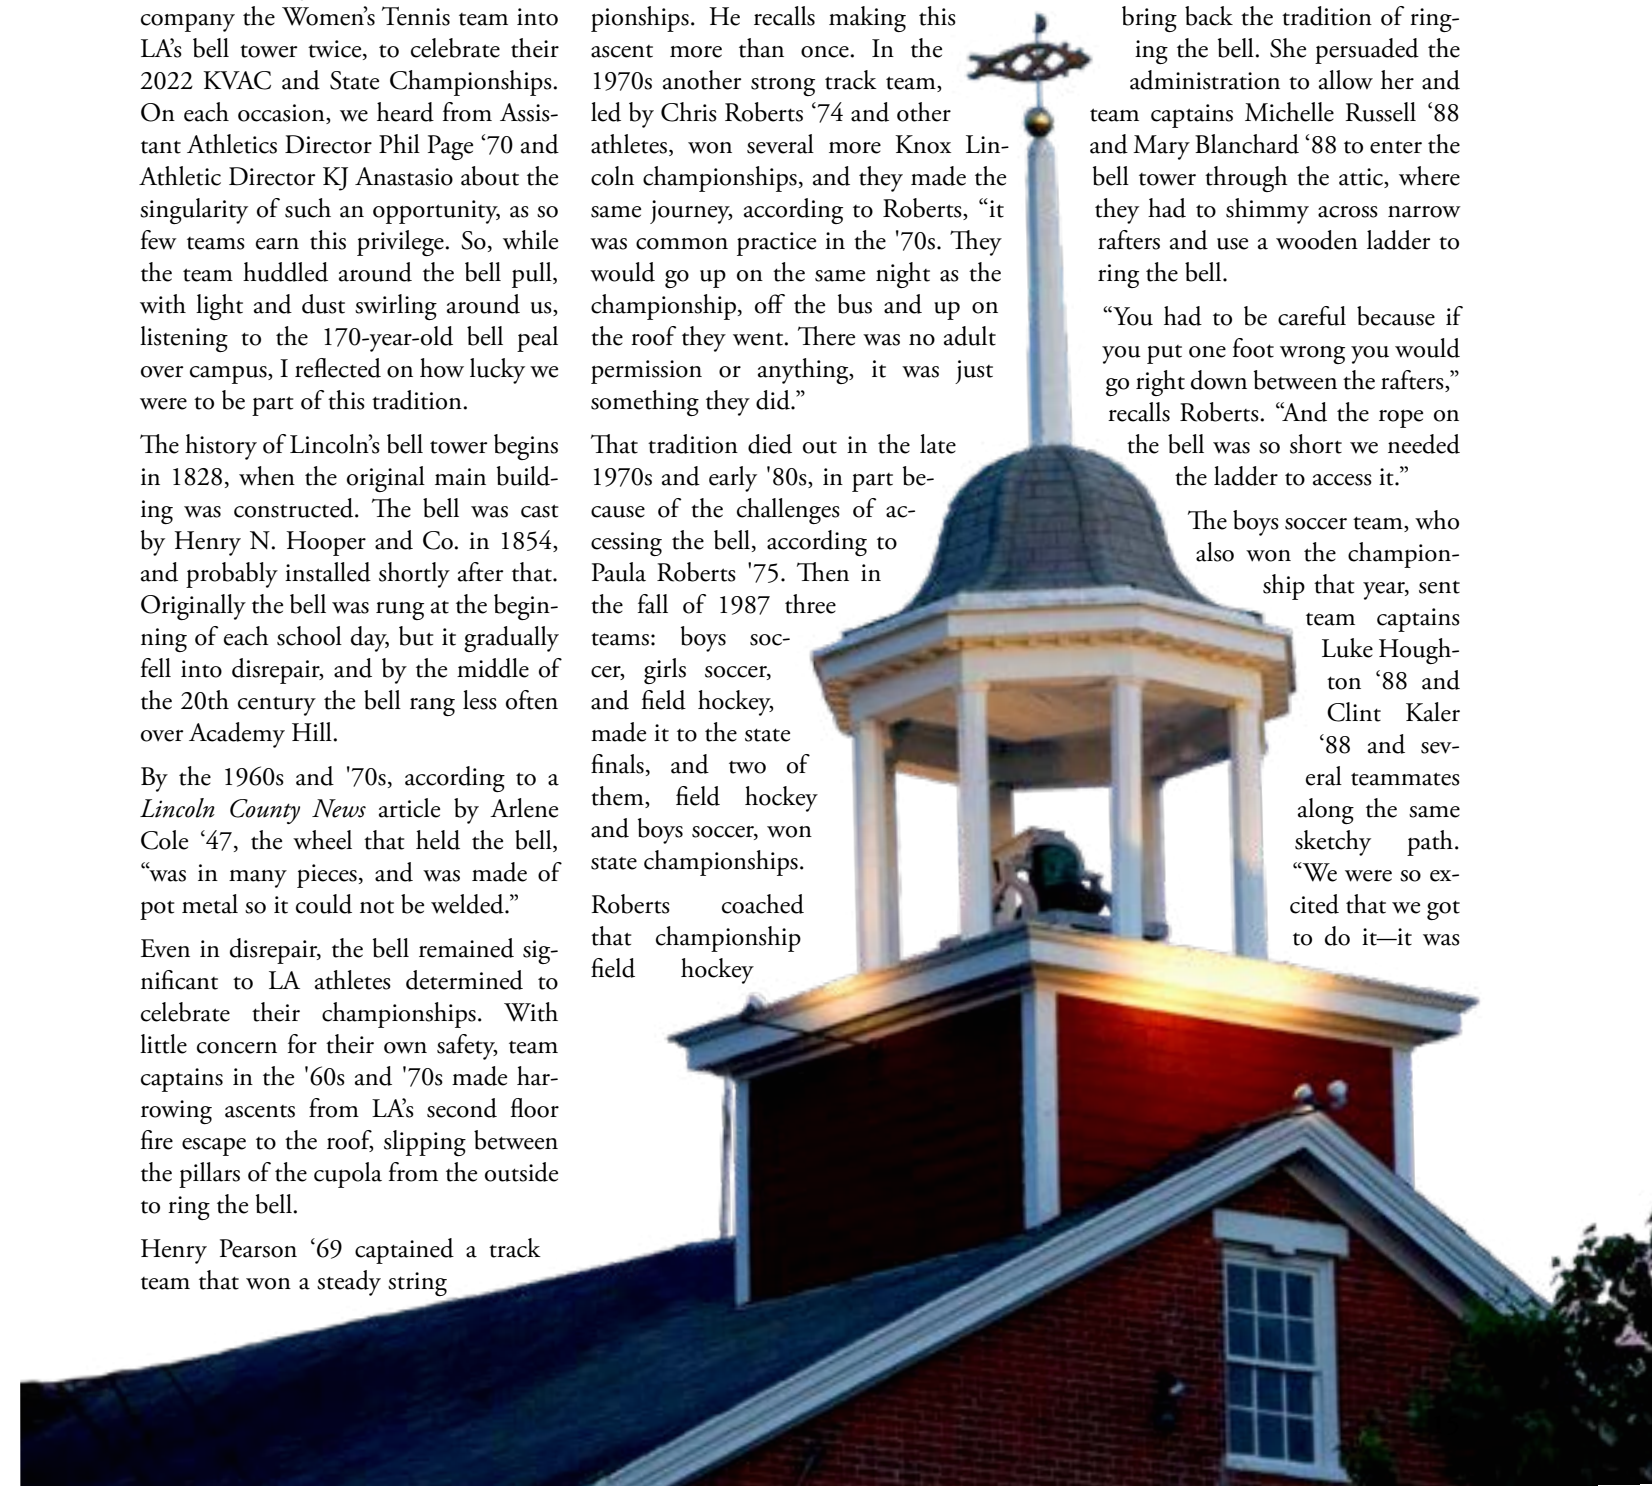 company the Women’s Tennis team into
LA’s bell tower twice, to celebrate their
2022 KVAC and State Championships.
On each occasion, we heard from Assis-
tant Athletics Director Phil Page ‘70 and
Athletic Director KJ Anastasio about the
singularity of such an opportunity, as so
few teams earn this privilege. So, while
the team huddled around the bell pull,
with light and dust swirling around us,
listening to the 170-year-old bell peal
over campus, I reflected on how lucky we
were to be part of this tradition.
The history of Lincoln’s bell tower begins
in 1828, when the original main build-
ing was constructed. The bell was cast
by Henry N. Hooper and Co. in 1854,
and probably installed shortly after that.
Originally the bell was rung at the begin-
ning of each school day, but it gradually
fell into disrepair, and by the middle of
the 20th century the bell rang less often
over Academy Hill.
By the 1960s and '70s, according to a
Lincoln County News article by Arlene
Cole ‘47, the wheel that held the bell,
“was in many pieces, and was made of
pot metal so it could not be welded.”
Even in disrepair, the bell remained sig-
nificant to LA athletes determined to
celebrate their championships. With
little concern for their own safety, team
captains in the '60s and '70s made har-
rowing ascents from LA’s second floor
fire escape to the roof, slipping between
the pillars of the cupola from the outside
to ring the bell.
Henry Pearson ‘69 captained a track
team that won a steady string
pionships. He recalls making this
ascent more than once. In the
1970s another strong track team,
led by Chris Roberts ‘74 and other
athletes, won several more Knox Lin-
coln championships, and they made the
same journey, according to Roberts, “it
was common practice in the '70s. They
would go up on the same night as the
championship, off the bus and up on
the roof they went. There was no adult
permission or anything, it was just
something they did.”
That tradition died out in the late
1970s and early '80s, in part be-
cause of the challenges of ac-
cessing the bell, according to
Paula Roberts '75. Then in
the fall of 1987 three
teams: boys soc-
cer, girls soccer,
and field hockey,
made it to the state
finals, and two of
them, field hockey
and boys soccer, won
state championships.
Roberts coached
that championship
field hockey
bring back the tradition of ring-
ing the bell. She persuaded the
administration to allow her and
team captains Michelle Russell ‘88
and Mary Blanchard ‘88 to enter the
bell tower through the attic, where
they had to shimmy across narrow
rafters and use a wooden ladder to
ring the bell.
“You had to be careful because if
you put one foot wrong you would
go right down between the rafters,”
recalls Roberts. “And the rope on
the bell was so short we needed
the ladder to access it.”
The boys soccer team, who
also won the champion-
ship that year, sent
team captains
Luke Hough-
ton ‘88 and
Clint Kaler
‘88 and sev-
eral teammates
along the same
sketchy path.
“We were so ex-
cited that we got
to do it—it was